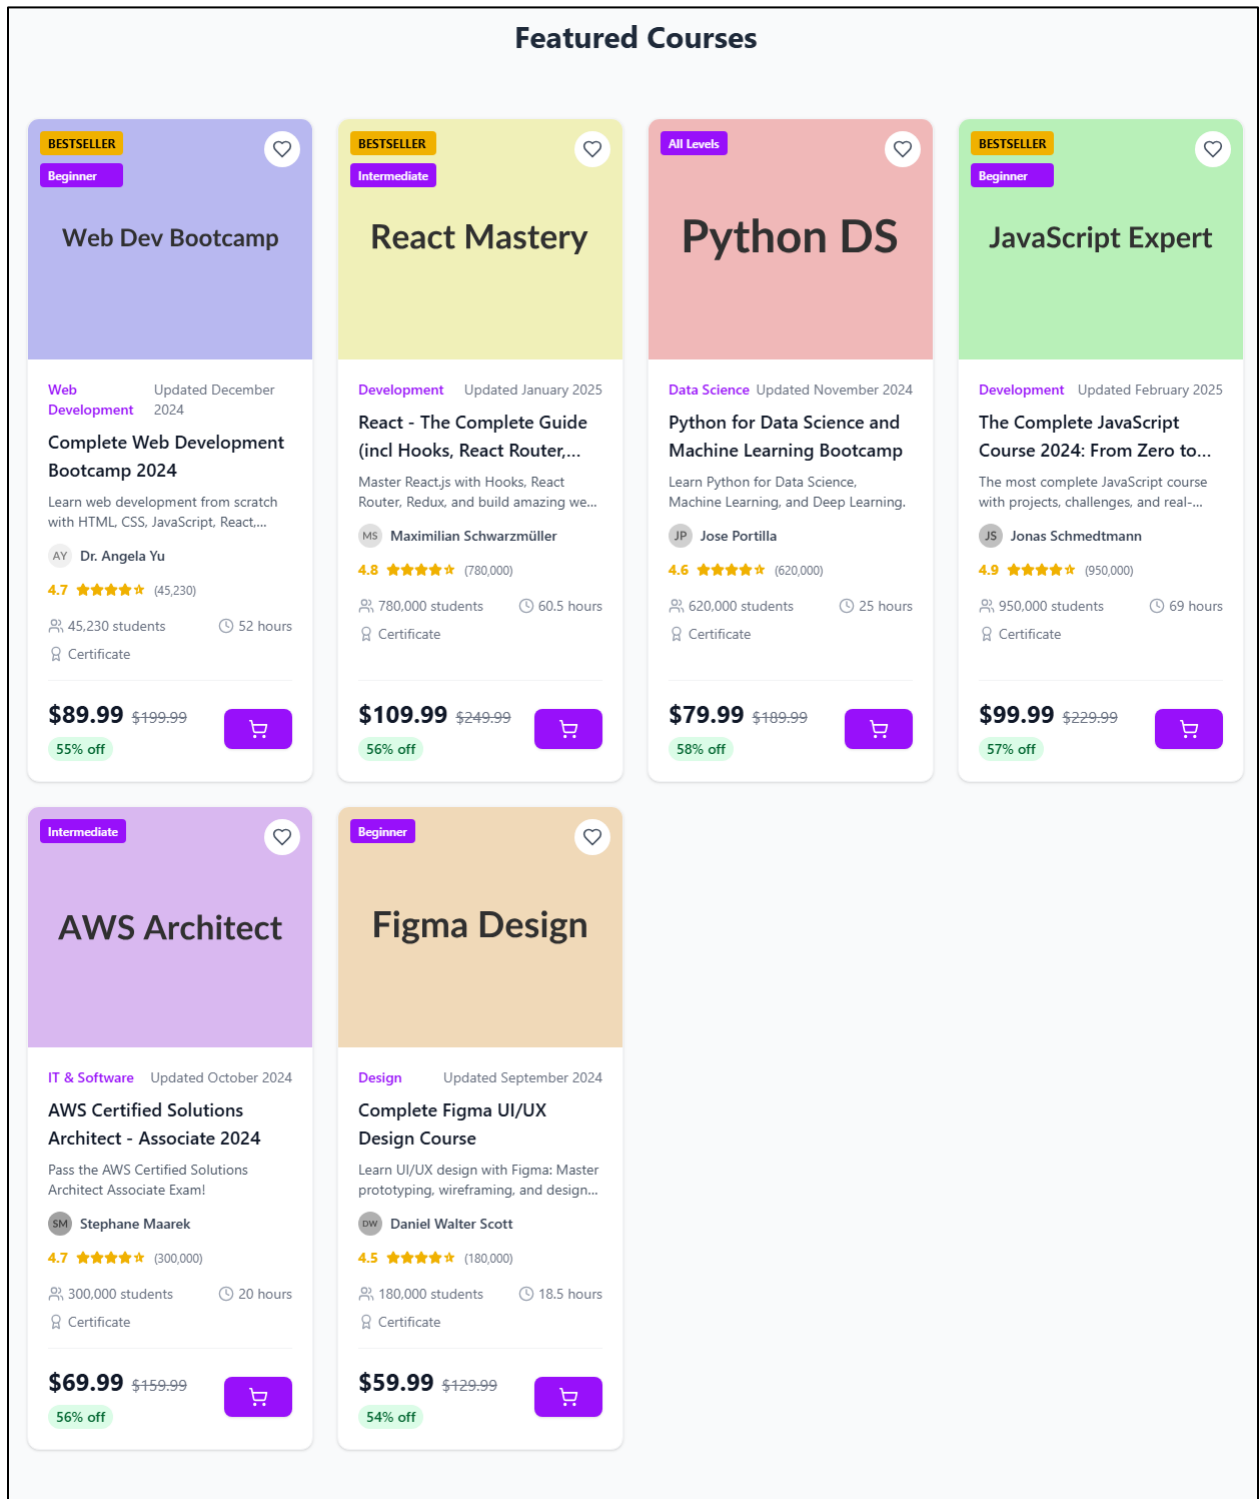 Featured Courses
BESTSELLER
Beginner
Web Dev Bootcamp
Web
Development
Updated December
2024
Complete Web Development
Bootcamp 2024
Learn web development from scratch
with HTML, CSS, JavaScript, React,...
AY Dr. Angela Yu
4.7 (45,230)
45,230 students 52 hours
Certificate
$89.99 $199.99
55% off
BESTSELLER
Intermediate
React Mastery
Development Updated January 2025
React - The Complete Guide
(incl Hooks, React Router,...
Master React.js with Hooks, React
Router, Redux, and build amazing we...
MS Maximilian Schwarzmüller
4.8 (780,000)
780,000 students 60.5 hours
Certificate
$109.99 $249.99
56% off
All Levels
Python DS
Data Science Updated November 2024
Python for Data Science and
Machine Learning Bootcamp
Learn Python for Data Science,
Machine Learning, and Deep Learning.
JP Jose Portilla
4.6 (620,000)
620,000 students 25 hours
Certificate
$79.99 $189.99
58% off
BESTSELLER
Beginner
JavaScript Expert
Development Updated February 2025
The Complete JavaScript
Course 2024: From Zero to...
The most complete JavaScript course
with projects, challenges, and real-...
JS Jonas Schmedtmann
4.9 (950,000)
950,000 students 69 hours
Certificate
$99.99 $229.99
57% off
Intermediate
AWS Architect
IT & Software Updated October 2024
AWS Certified Solutions
Architect - Associate 2024
Pass the AWS Certified Solutions
Architect Associate Exam!
SM Stephane Maarek
4.7 (300,000)
300,000 students 20 hours
Certificate
$69.99 $159.99
56% off
Beginner
Figma Design
Design Updated September 2024
Complete Figma UI/UX
Design Course
Learn UI/UX design with Figma: Master
prototyping, wireframing, and design...
DW Daniel Walter Scott
4.5 (180,000)
180,000 students 18.5 hours
Certificate
$59.99 $129.99
54% off